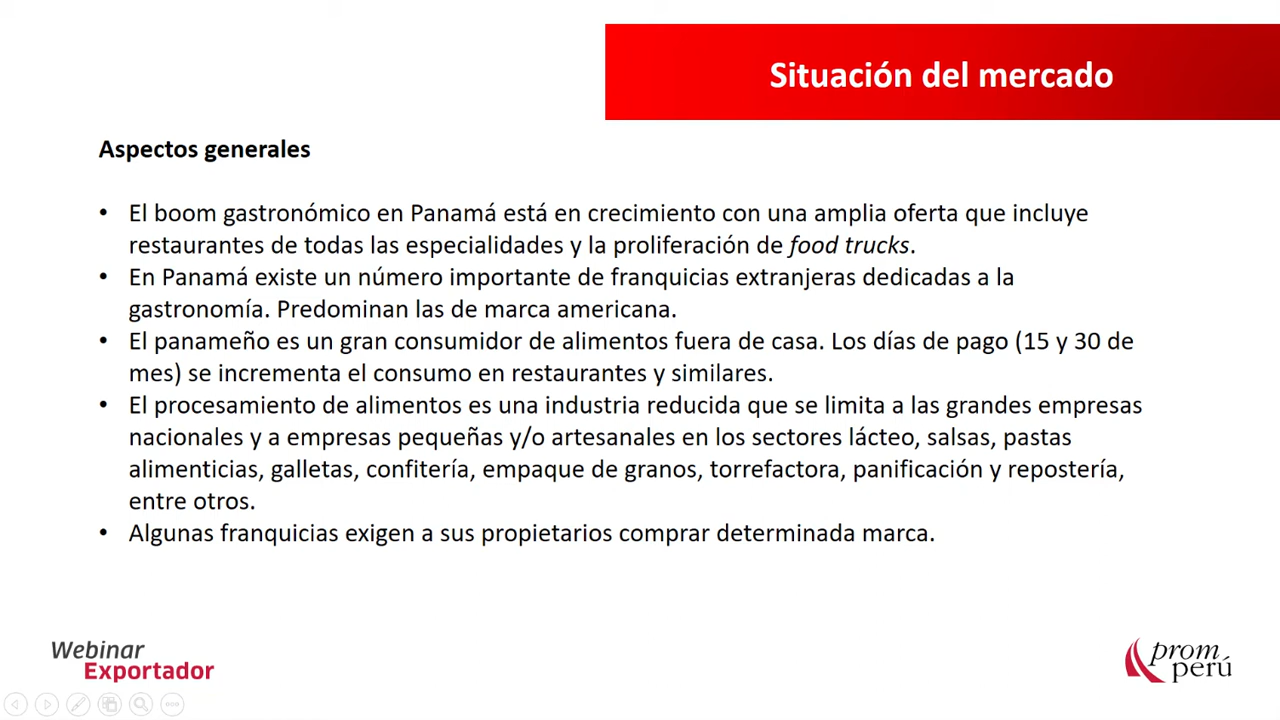 Situación del mercado
Aspectos generales
• El boom gastronómico en Panamá está en crecimiento con una amplia oferta que incluye
restaurantes de todas las especialidades y la proliferación de food trucks.
• En Panamá existe un número importante de franquicias extranjeras dedicadas a la
gastronomía. Predominan las de marca americana.
• El panameño es un gran consumidor de alimentos fuera de casa. Los días de pago (15 y 30 de
mes) se incrementa el consumo en restaurantes y similares.
• El procesamiento de alimentos es una industria reducida que se limita a las grandes empresas
nacionales y a empresas pequeñas y/o artesanales en los sectores lácteo, salsas, pastas
alimenticias, galletas, confitería, empaque de granos, torrefactora, panificación y repostería,
entre otros.
• Algunas franquicias exigen a sus propietarios comprar determinada marca.
Webinar
Exportador
prom
perú